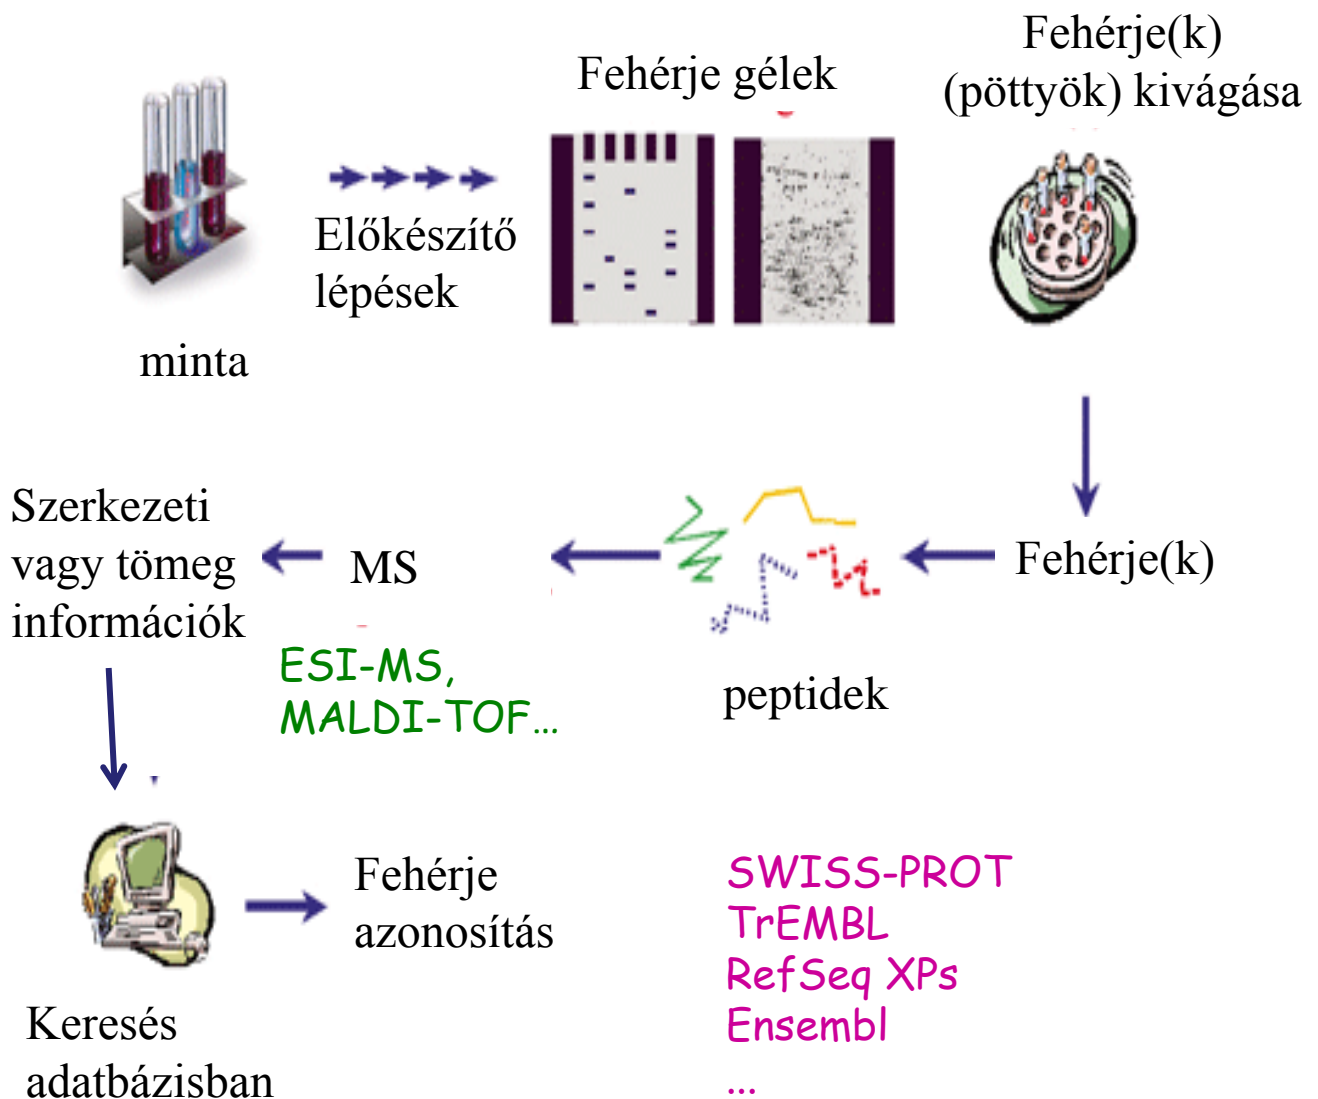 Fehérje gélek
Fehérje(k)
(pöttyök) kivágása
Előkészítő
lépések
minta
Fehérje(k)
peptidek
MS
ESI-MS,
MALDI-TOF...
Szerkezeti
vagy tömeg
információk
Keresés
adatbázisban
Fehérje
azonosítás
SWISS-PROT
TrEMBL
RefSeq XPs
Ensembl
...